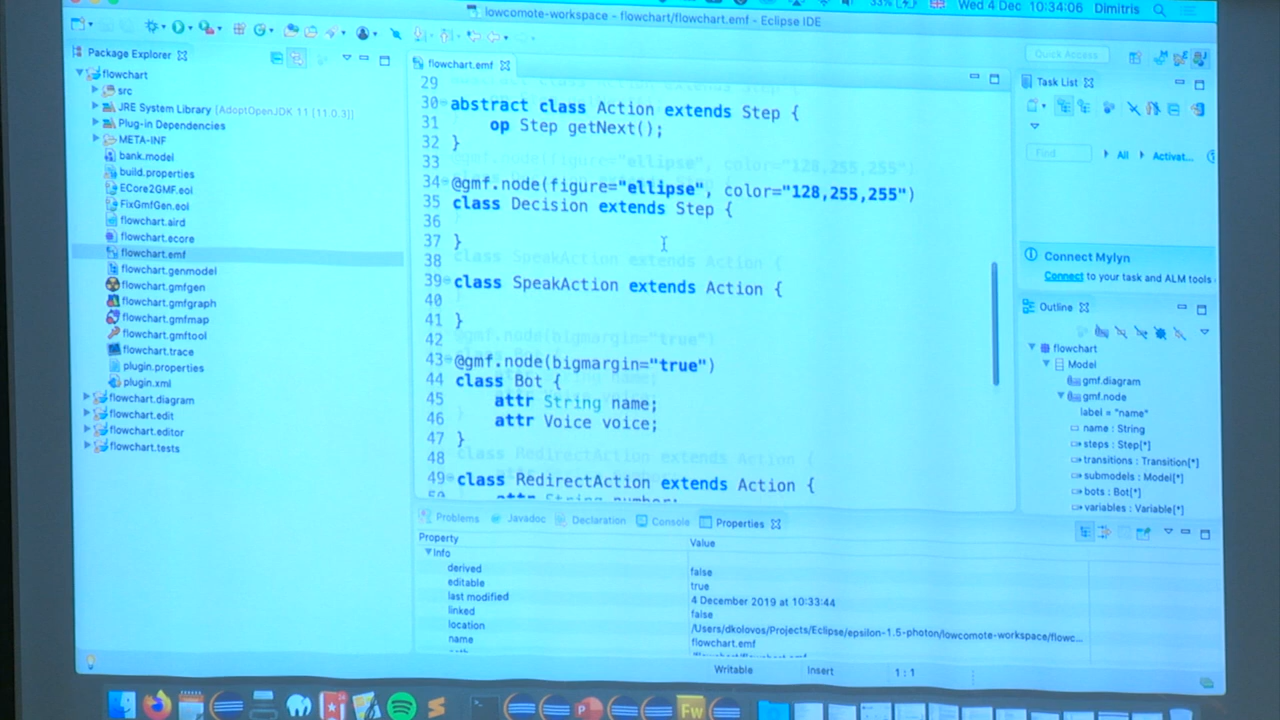 Wed 4 Dec 10:34:06 Dimitris
33%
lowcomote-workspace - flowchart/flowchart.emf - Eclipse IDE
Quick Access
Package Explorer
flowchart
src
JRE System Library [AdoptOpenJDK 11 [11.0.3]]
Plug-in Dependencies
META-INF
bank.model
build.properties
ECore2GMF.eol
FixGmfGen.eol
flowchart.aird
flowchart.ecore
flowchart.emf
flowchart.genmodel
flowchart.gmfgen
flowchart.gmfgraph
flowchart.gmfmap
flowchart.gmftool
flowchart.trace
plugin.properties
plugin.xml
flowchart.diagram
flowchart.edit
flowchart.editor
flowchart.tests
flowchart.emf
29
30 abstract class Action extends Step {
31 op Step getNext();
32 }
33
34 @gmf.node(figure="ellipse", color="128,255,255")
35 class Decision extends Step {
36
37 }
38
39 class SpeakAction extends Action {
40
41 }
42
43 @gmf.node(bigmargin="true")
44 class Bot {
45 attr String name;
46 attr Voice voice;
47 }
48
49 class RedirectAction extends Action {
50 attr String number;
Task List
Find All Activat...
Connect Mylyn
Connect to your task and ALM tools
Outline
flowchart
Model
gmf.diagram
gmf.node
label = "name"
name : String
steps : Step[*]
transitions : Transition[*]
submodels : Model[*]
bots : Bot[*]
variables : Variable[*]
Problems Javadoc Declaration Console Properties
Property Value
Info
derived false
editable true
last modified 4 December 2019 at 10:33:44
linked false
location /Users/dkolovos/Projects/Eclipse/epsilon-1.5-photon/lowcomote-workspace/flowc...
name flowchart.emf
Writable Insert 1 : 1
Fw